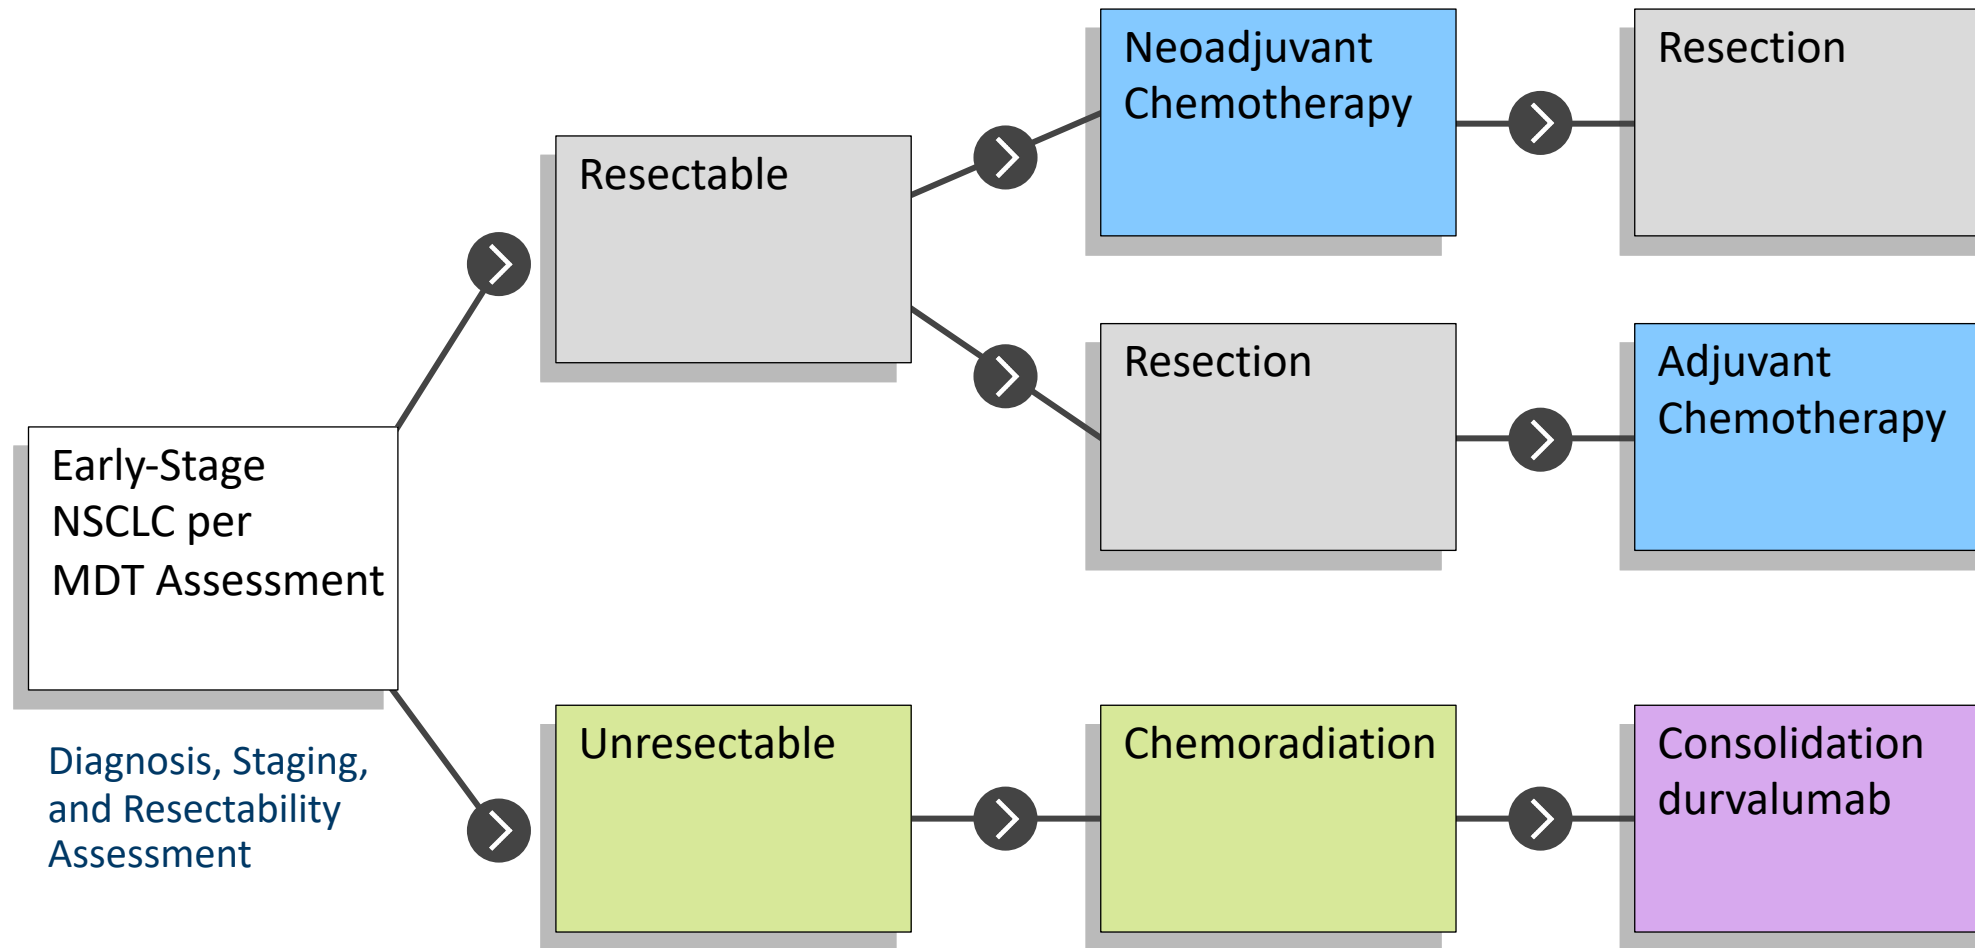 Neoadjuvant
Chemotherapy
Resection
Resectable
Resection
Adjuvant
Chemotherapy
Early-Stage
NSCLC per
MDT Assessment
Diagnosis, Staging,
and Resectability
Assessment
Unresectable
Chemoradiation
Consolidation
durvalumab